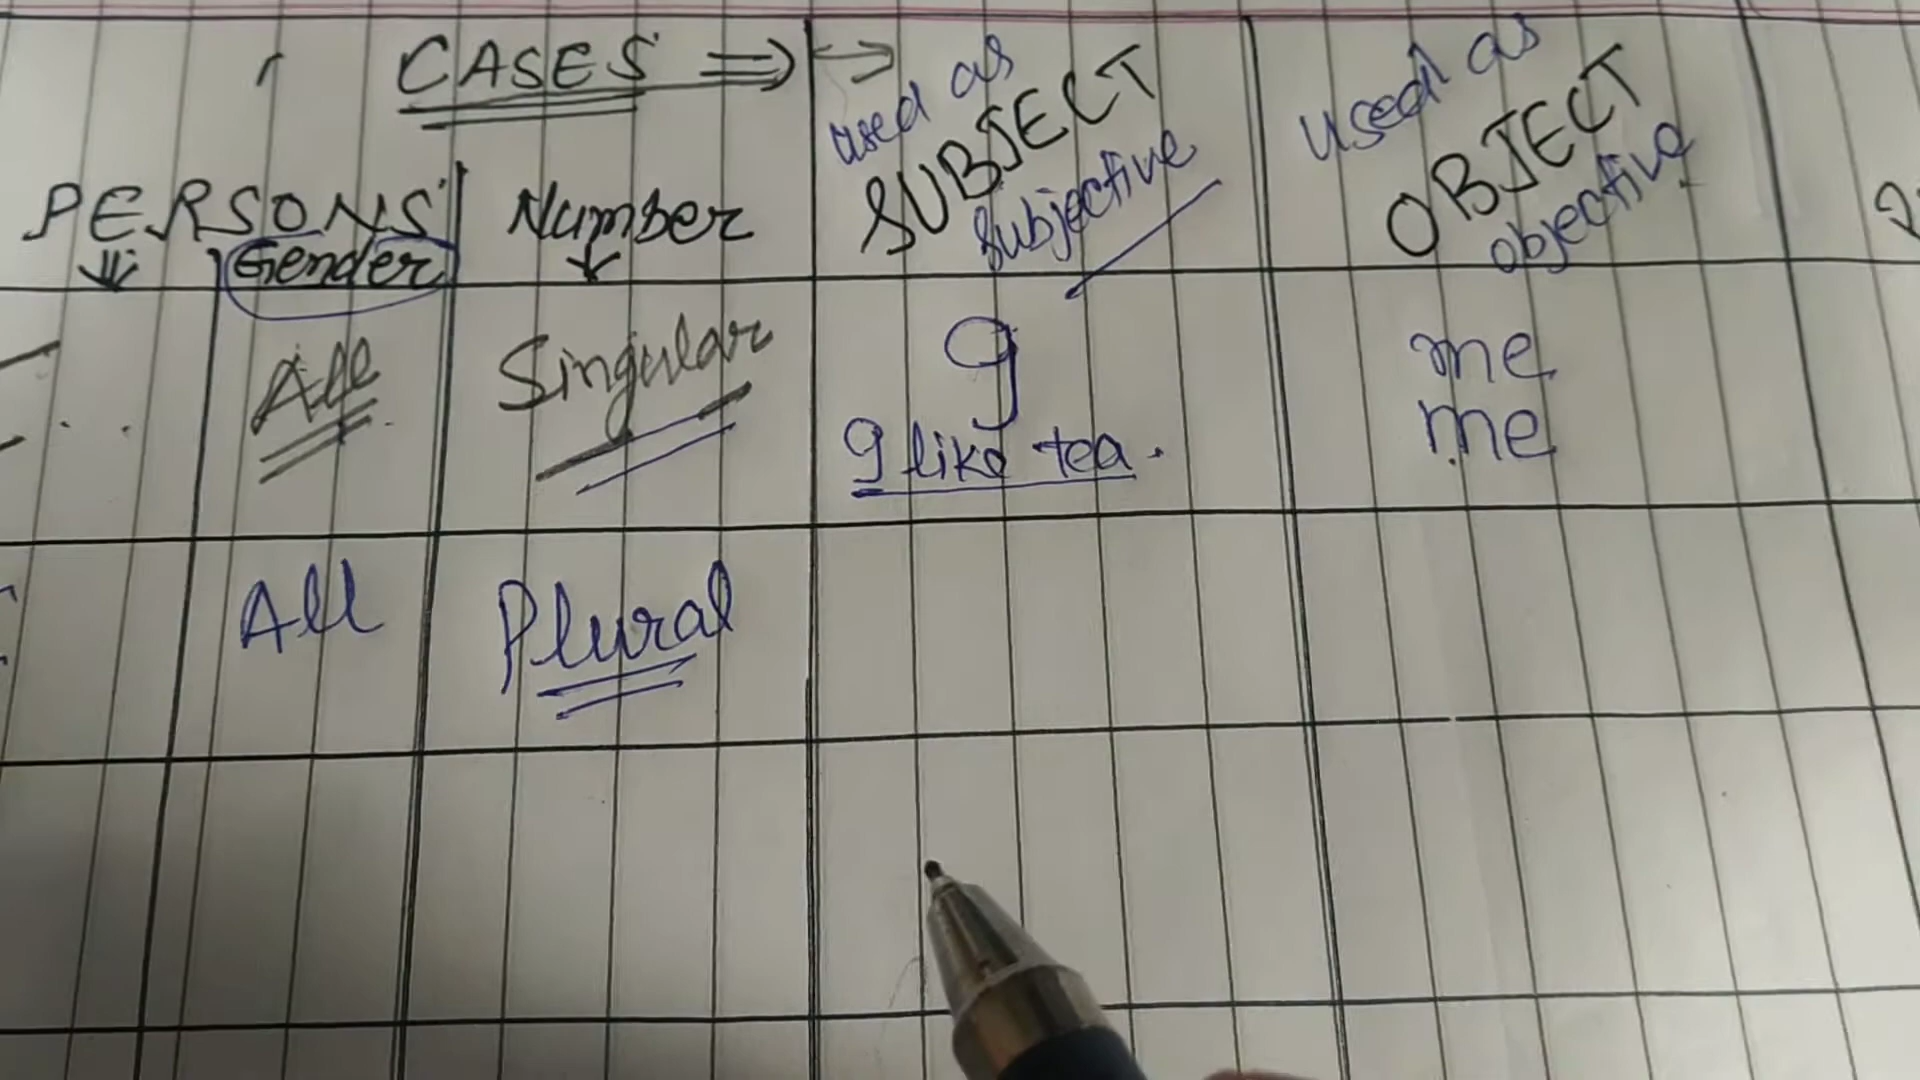 CASES ⇒ →
used as
SUBJECT
subjective
used as
OBJECT
objective
PERSONS
Gender
Number
All
Singular
I
I like tea.
me
me
All
Plural